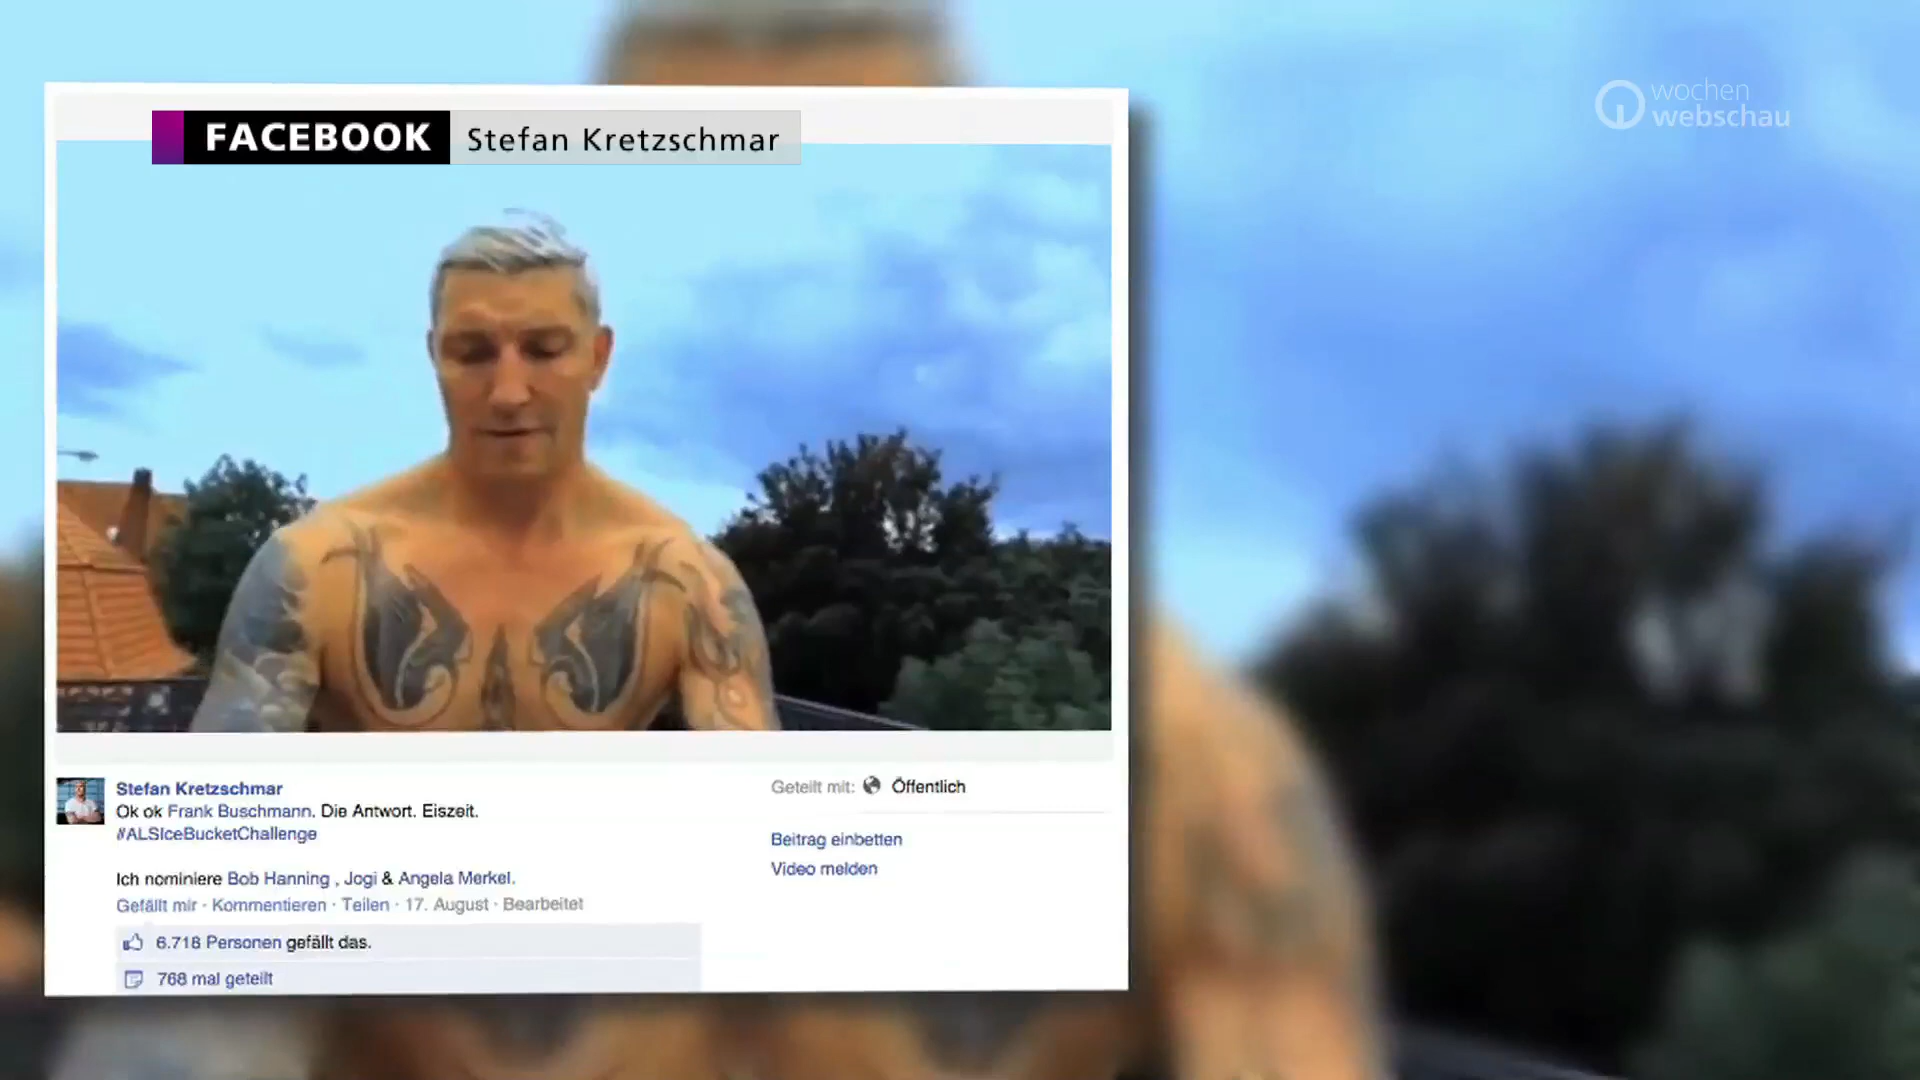 wochen
webschau
FACEBOOK Stefan Kretzschmar
Stefan Kretzschmar
Ok ok Frank Buschmann. Die Antwort. Eiszeit.
#ALSIceBucketChallenge
Ich nominiere Bob Hanning , Jogi & Angela Merkel.
Gefällt mir · Kommentieren · Teilen · 17. August · Bearbeitet
6.718 Personen gefällt das.
768 mal geteilt
Geteilt mit: Öffentlich
Beitrag einbetten
Video melden